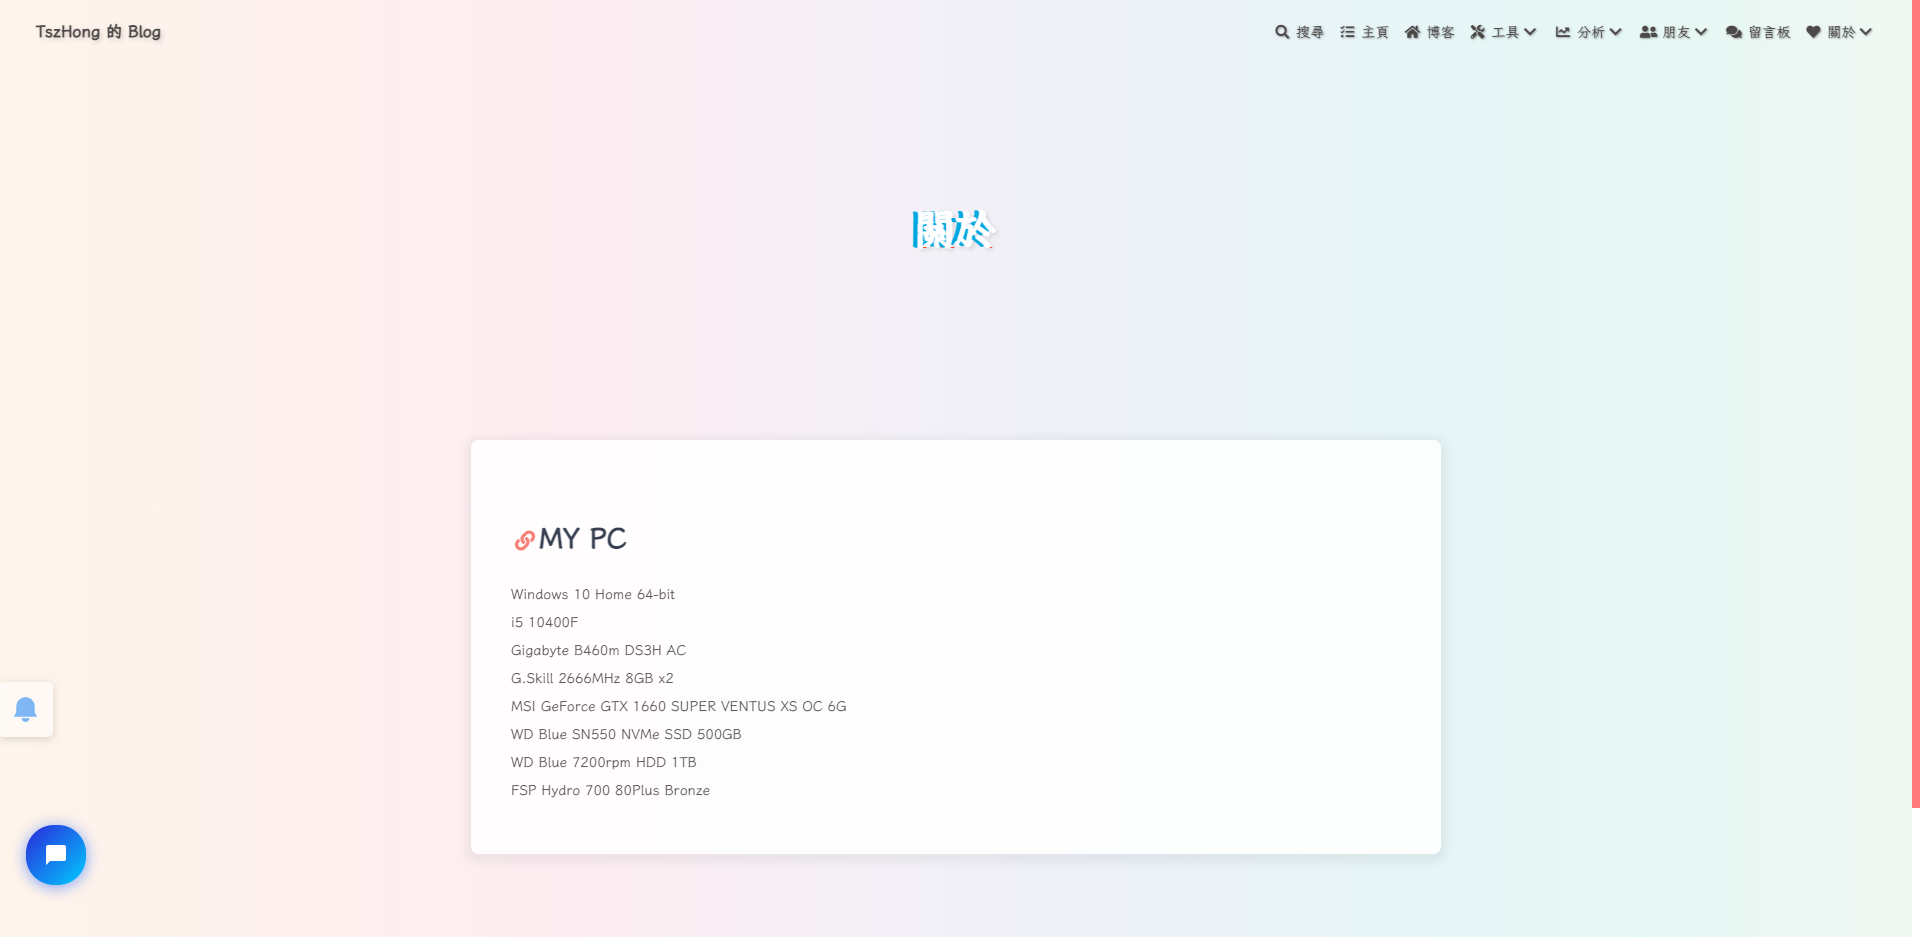 TszHong 的 Blog
搜尋 主頁 博客 工具 分析 朋友 留言板 關於
關於
MY PC
Windows 10 Home 64-bit
i5 10400F
Gigabyte B460m DS3H AC
G.Skill 2666MHz 8GB x2
MSI GeForce GTX 1660 SUPER VENTUS XS OC 6G
WD Blue SN550 NVMe SSD 500GB
WD Blue 7200rpm HDD 1TB
FSP Hydro 700 80Plus Bronze